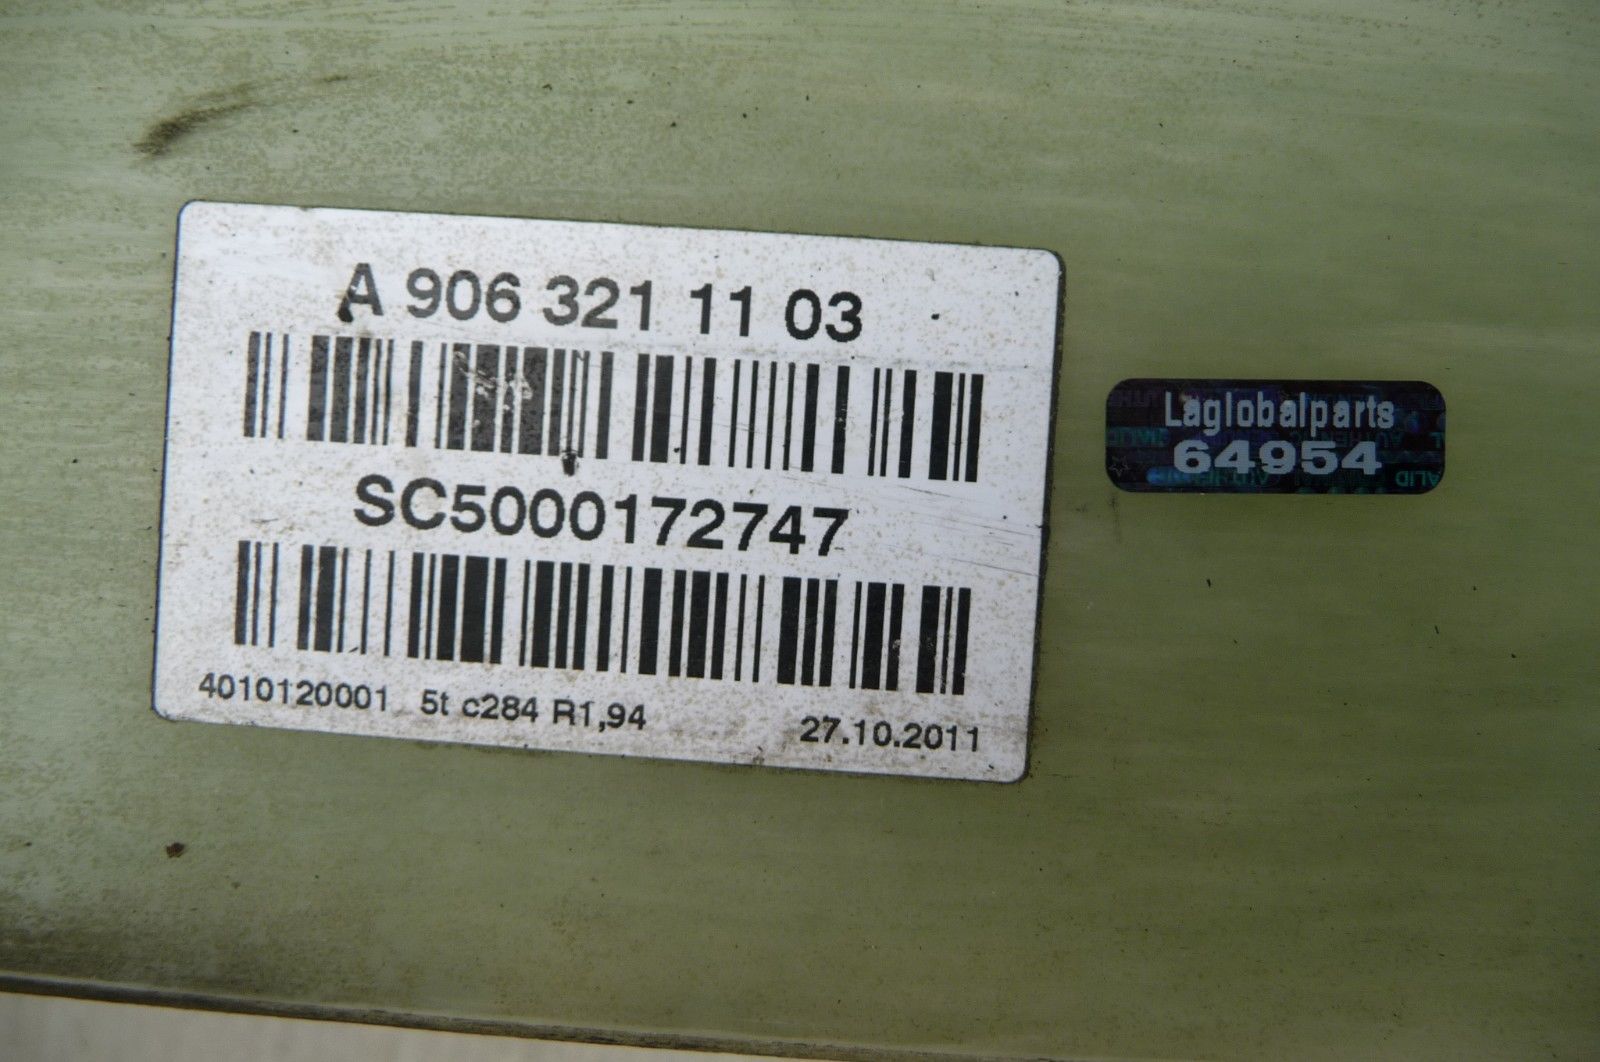 A 906 321 11 03
SC5000172747
4010120001 5t c284 R1,94 27.10.2011
Laglobalparts
64954